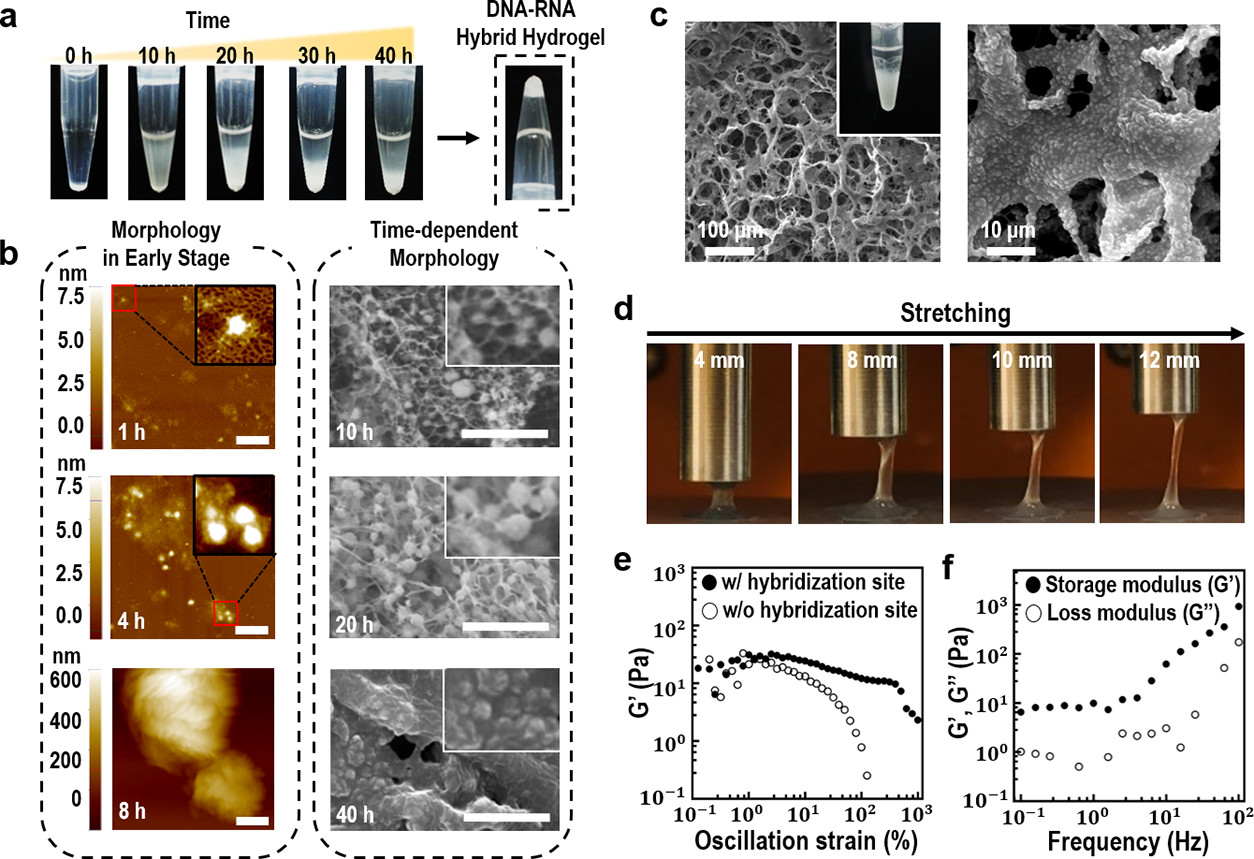 a
Time
0 h 10 h 20 h 30 h 40 h
DNA-RNA
Hybrid Hydrogel
b
Morphology
in Early Stage
nm
7.5
5.0
2.5
0.0
1 h
nm
7.5
5.0
2.5
0.0
4 h
nm
600
400
200
0
8 h
Time-dependent
Morphology
10 h
20 h
40 h
c
100 µm
10 µm
d
Stretching
4 mm 8 mm 10 mm 12 mm
e
10³
10²
10¹
10⁰
10⁻¹
G’ (Pa)
● w/ hybridization site
○ w/o hybridization site
10⁻¹ 10⁰ 10¹ 10² 10³
Oscillation strain (%)
f
10³
10²
10¹
10⁰
10⁻¹
G’, G” (Pa)
● Storage modulus (G’)
○ Loss modulus (G”)
10⁻¹ 10⁰ 10¹ 10²
Frequency (Hz)